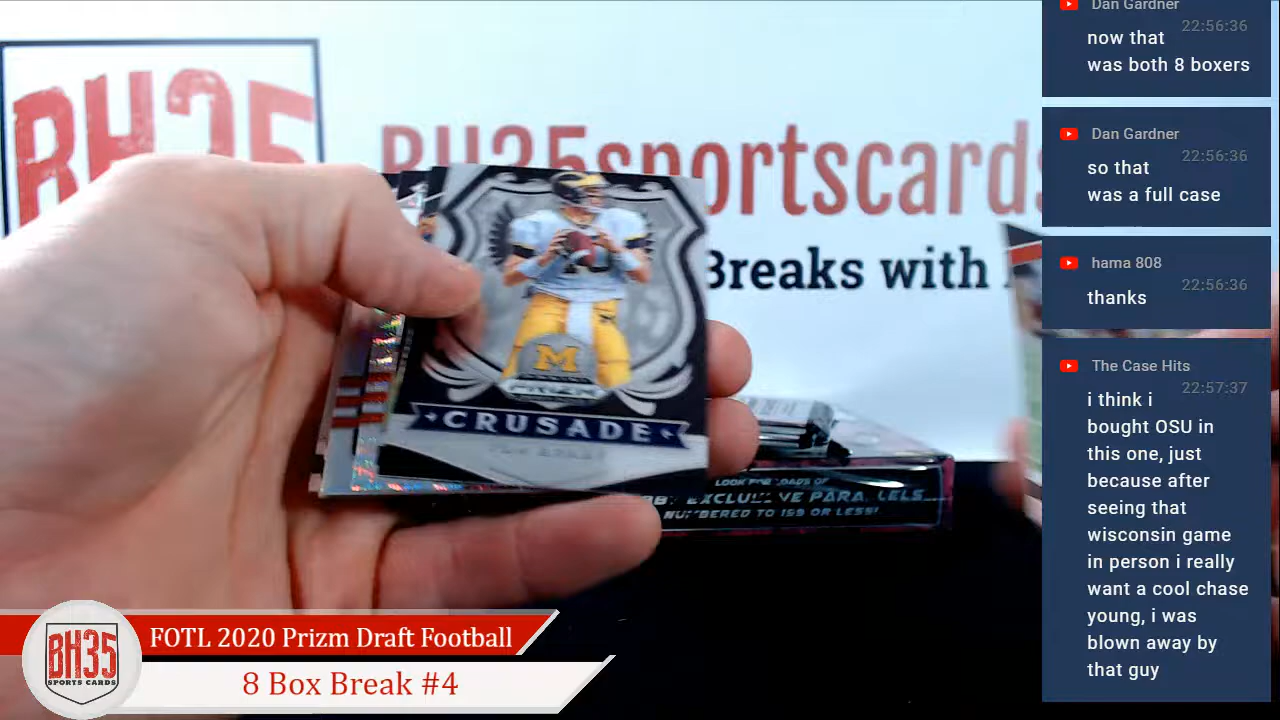 BH35
BH35sportscards
Breaks with
M
PRIZM
CRUSADE
LOOK FOR LOADS OF
EXCLUSIVE PARALLELS
NUMBERED TO 199 OR LESS!
FOTL 2020 Prizm Draft Football
8 Box Break #4
BH35
SPORTS CARDS
Dan Gardner
22:56:36
now that
was both 8 boxers
Dan Gardner
22:56:36
so that
was a full case
hama 808
22:56:36
thanks
The Case Hits
22:57:37
i think i
bought OSU in
this one, just
because after
seeing that
wisconsin game
in person i really
want a cool chase
young, i was
blown away by
that guy